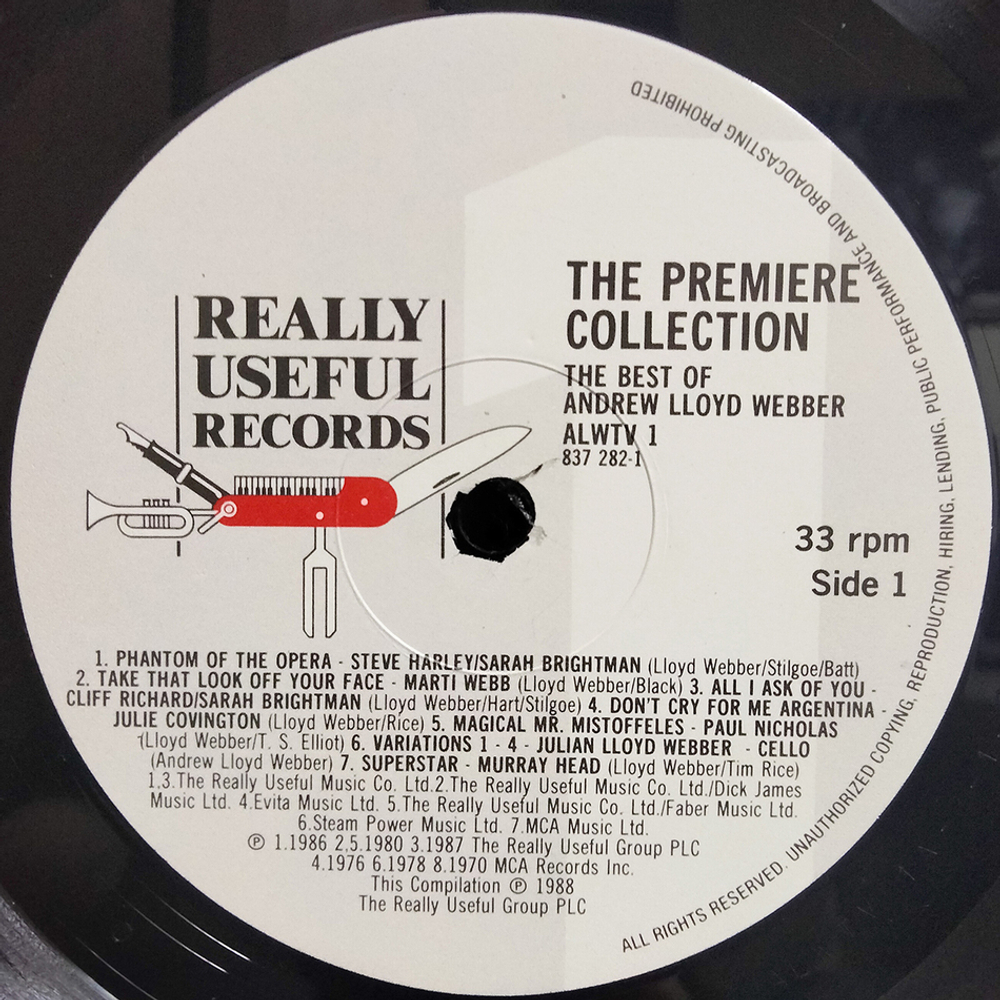 REALLY
USEFUL
RECORDS
THE PREMIERE
COLLECTION
THE BEST OF
ANDREW LLOYD WEBBER
ALWTV 1
837 282-1
33 rpm
Side 1
1. PHANTOM OF THE OPERA - STEVE HARLEY/SARAH BRIGHTMAN (Lloyd Webber/Stilgoe/Batt)
2. TAKE THAT LOOK OFF YOUR FACE - MARTI WEBB (Lloyd Webber/Black) 3. ALL I ASK OF YOU -
CLIFF RICHARD/SARAH BRIGHTMAN (Lloyd Webber/Hart/Stilgoe) 4. DON'T CRY FOR ME ARGENTINA -
JULIE COVINGTON (Lloyd Webber/Rice) 5. MAGICAL MR. MISTOFFELES - PAUL NICHOLAS
(Lloyd Webber/T. S. Elliot) 6. VARIATIONS 1 - 4 - JULIAN LLOYD WEBBER - CELLO
(Andrew Lloyd Webber) 7. SUPERSTAR - MURRAY HEAD (Lloyd Webber/Tim Rice)
1,3.The Really Useful Music Co. Ltd.2.The Really Useful Music Co. Ltd./Dick James
Music Ltd. 4.Evita Music Ltd. 5.The Really Useful Music Co. Ltd./Faber Music Ltd.
6.Steam Power Music Ltd. 7.MCA Music Ltd.
℗ 1.1986 2,5.1980 3.1987 The Really Useful Group PLC
4.1976 6.1978 8.1970 MCA Records Inc.
This Compilation ℗ 1988
The Really Useful Group PLC
ALL RIGHTS RESERVED. UNAUTHORIZED COPYING, REPRODUCTION, HIRING, LENDING, PUBLIC PERFORMANCE AND BROADCASTING PROHIBITED